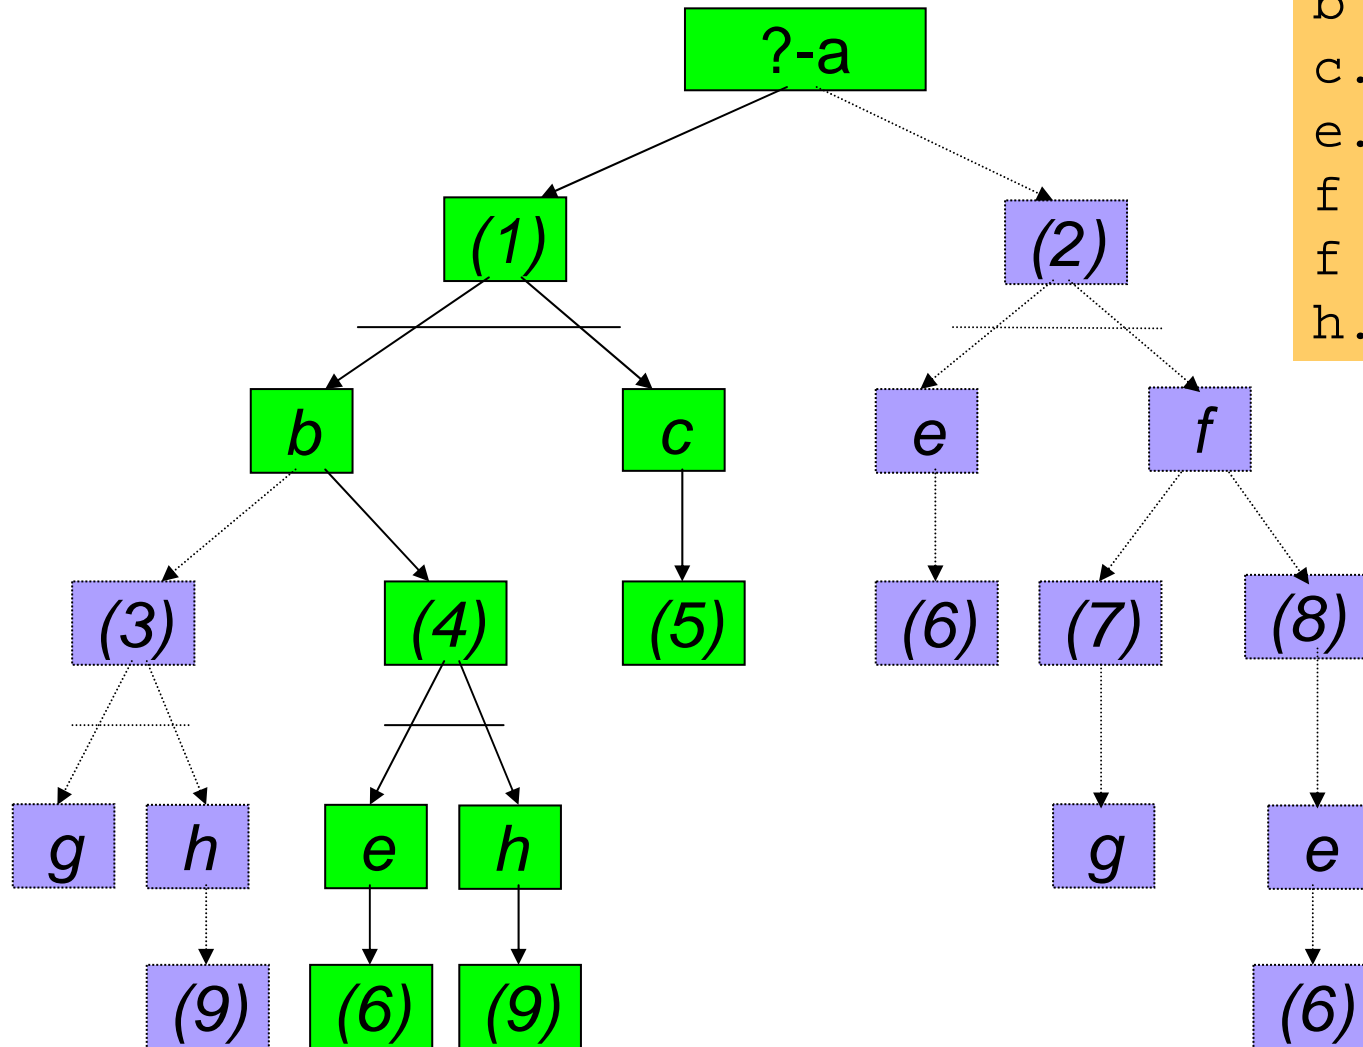 ?-a
b
c.
e.
f
f
h.
(1)
(2)
b
c
e
f
(3)
(4)
(5)
(6)
(7)
(8)
g
h
e
h
g
e
(9)
(6)
(9)
(6)